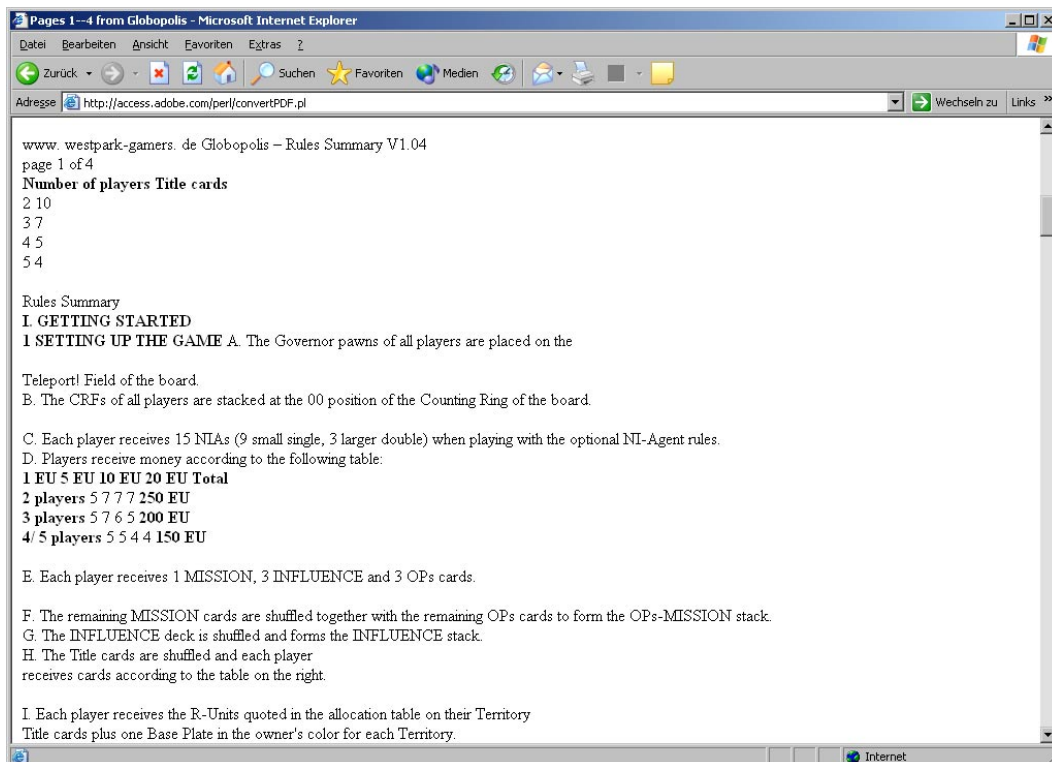 Pages 1--4 from Globopolis - Microsoft Internet Explorer
Datei Bearbeiten Ansicht Favoriten Extras ?
Zurück Suchen Favoriten Medien
Adresse http://access.adobe.com/perl/convertPDF.pl Wechseln zu Links »
www. westpark-gamers. de Globopolis – Rules Summary V1.04
page 1 of 4
Number of players Title cards
2 10
3 7
4 5
5 4
Rules Summary
I. GETTING STARTED
1 SETTING UP THE GAME A. The Governor pawns of all players are placed on the
Teleport! Field of the board.
B. The CRFs of all players are stacked at the 00 position of the Counting Ring of the board.
C. Each player receives 15 NIAs (9 small single, 3 larger double) when playing with the optional NI-Agent rules.
D. Players receive money according to the following table:
1 EU 5 EU 10 EU 20 EU Total
2 players 5 7 7 7 250 EU
3 players 5 7 6 5 200 EU
4/ 5 players 5 5 4 4 150 EU
E. Each player receives 1 MISSION, 3 INFLUENCE and 3 OPs cards.
F. The remaining MISSION cards are shuffled together with the remaining OPs cards to form the OPs-MISSION stack.
G. The INFLUENCE deck is shuffled and forms the INFLUENCE stack.
H. The Title cards are shuffled and each player
receives cards according to the table on the right.
I. Each player receives the R-Units quoted in the allocation table on their Territory
Title cards plus one Base Plate in the owner's color for each Territory.
Internet